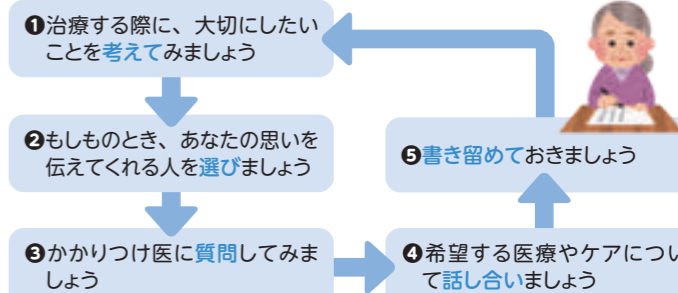 ❶治療する際に、大切にしたい
ことを考えてみましょう
❷もしものとき、あなたの思いを
伝えてくれる人を選びましょう
❸かかりつけ医に質問してみま
しょう
❹希望する医療やケアについ
て話し合いましょう
❺書き留めておきましょう